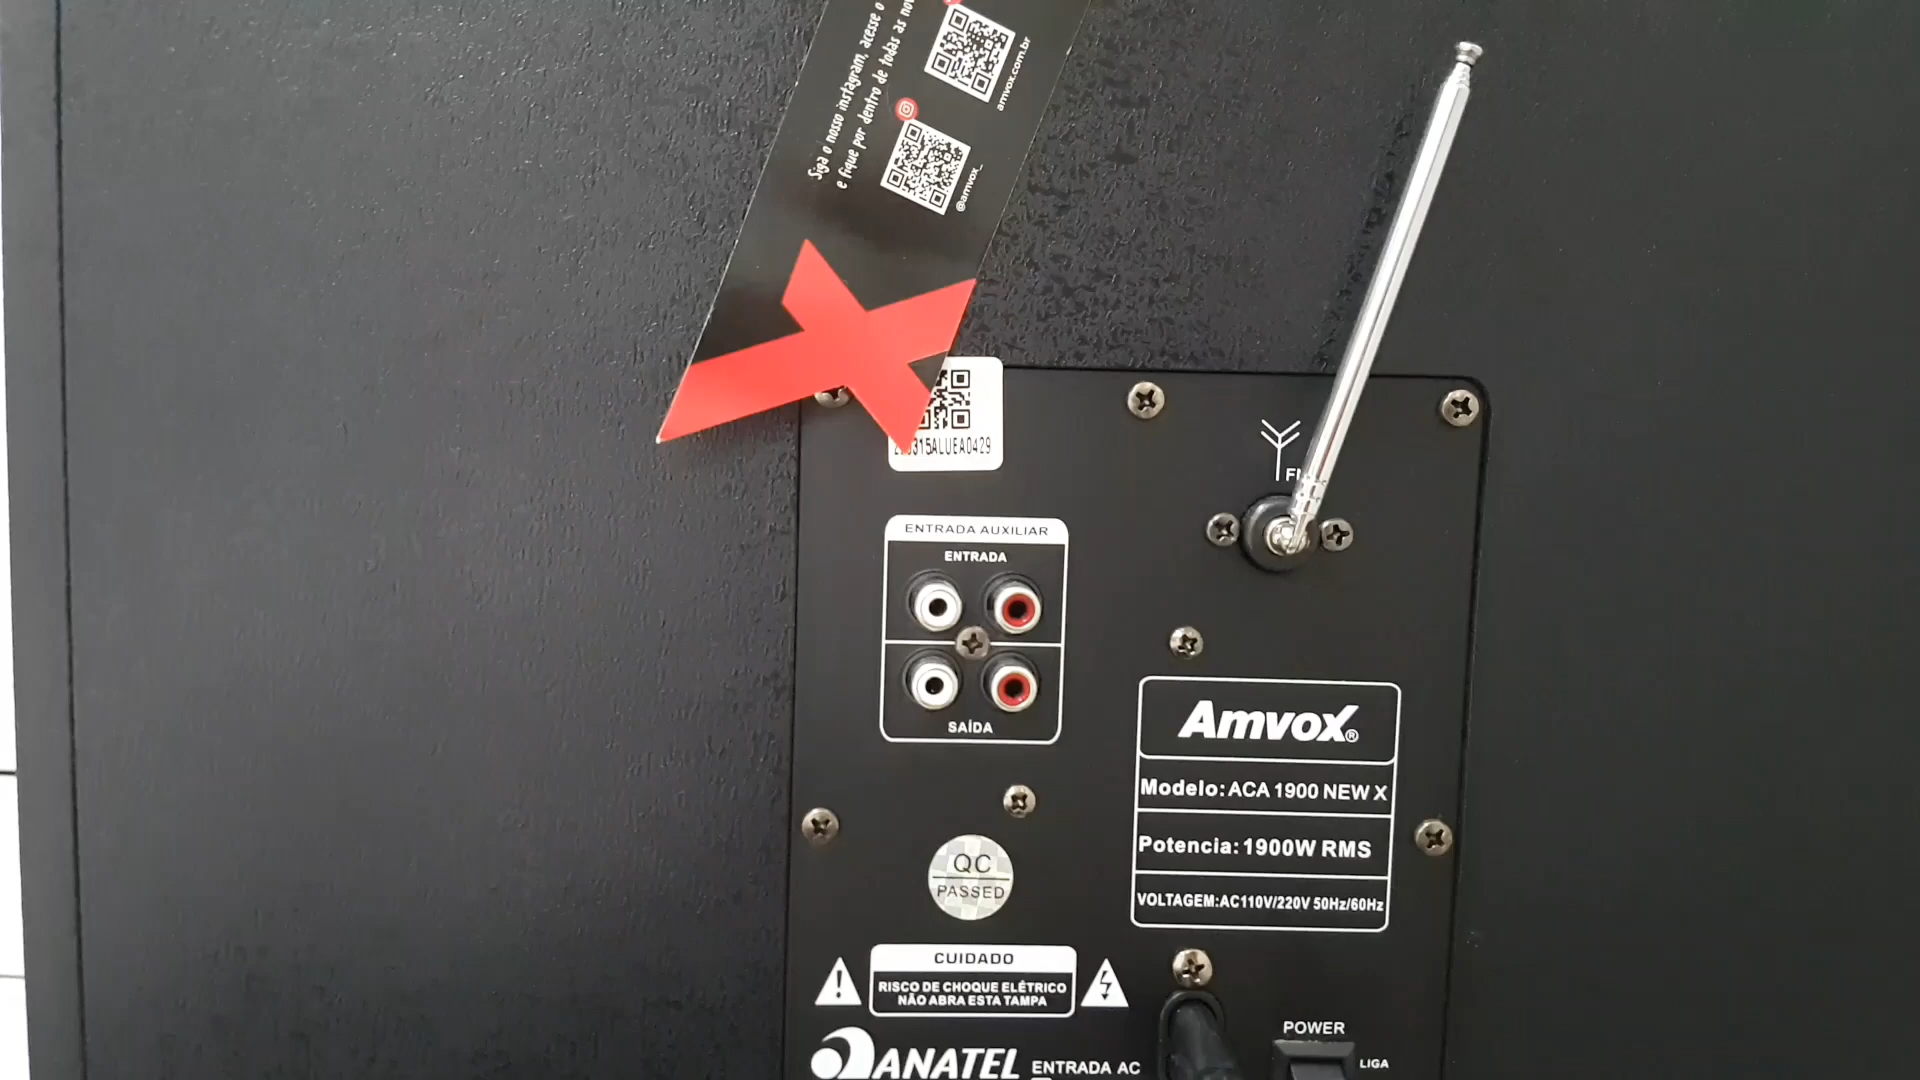 Siga o nosso instagram, acesse o
e fique por dentro de todas as
amvox.com.br
@amvox_
315ALUEA0429
ENTRADA AUXILIAR
ENTRADA
SAÍDA
Amvox®
Modelo: ACA 1900 NEW X
Potencia: 1900W RMS
VOLTAGEM: AC110V/220V 50Hz/60Hz
QC
PASSED
CUIDADO
RISCO DE CHOQUE ELÉTRICO
NÃO ABRA ESTA TAMPA
ANATEL
ENTRADA AC
POWER
LIGA